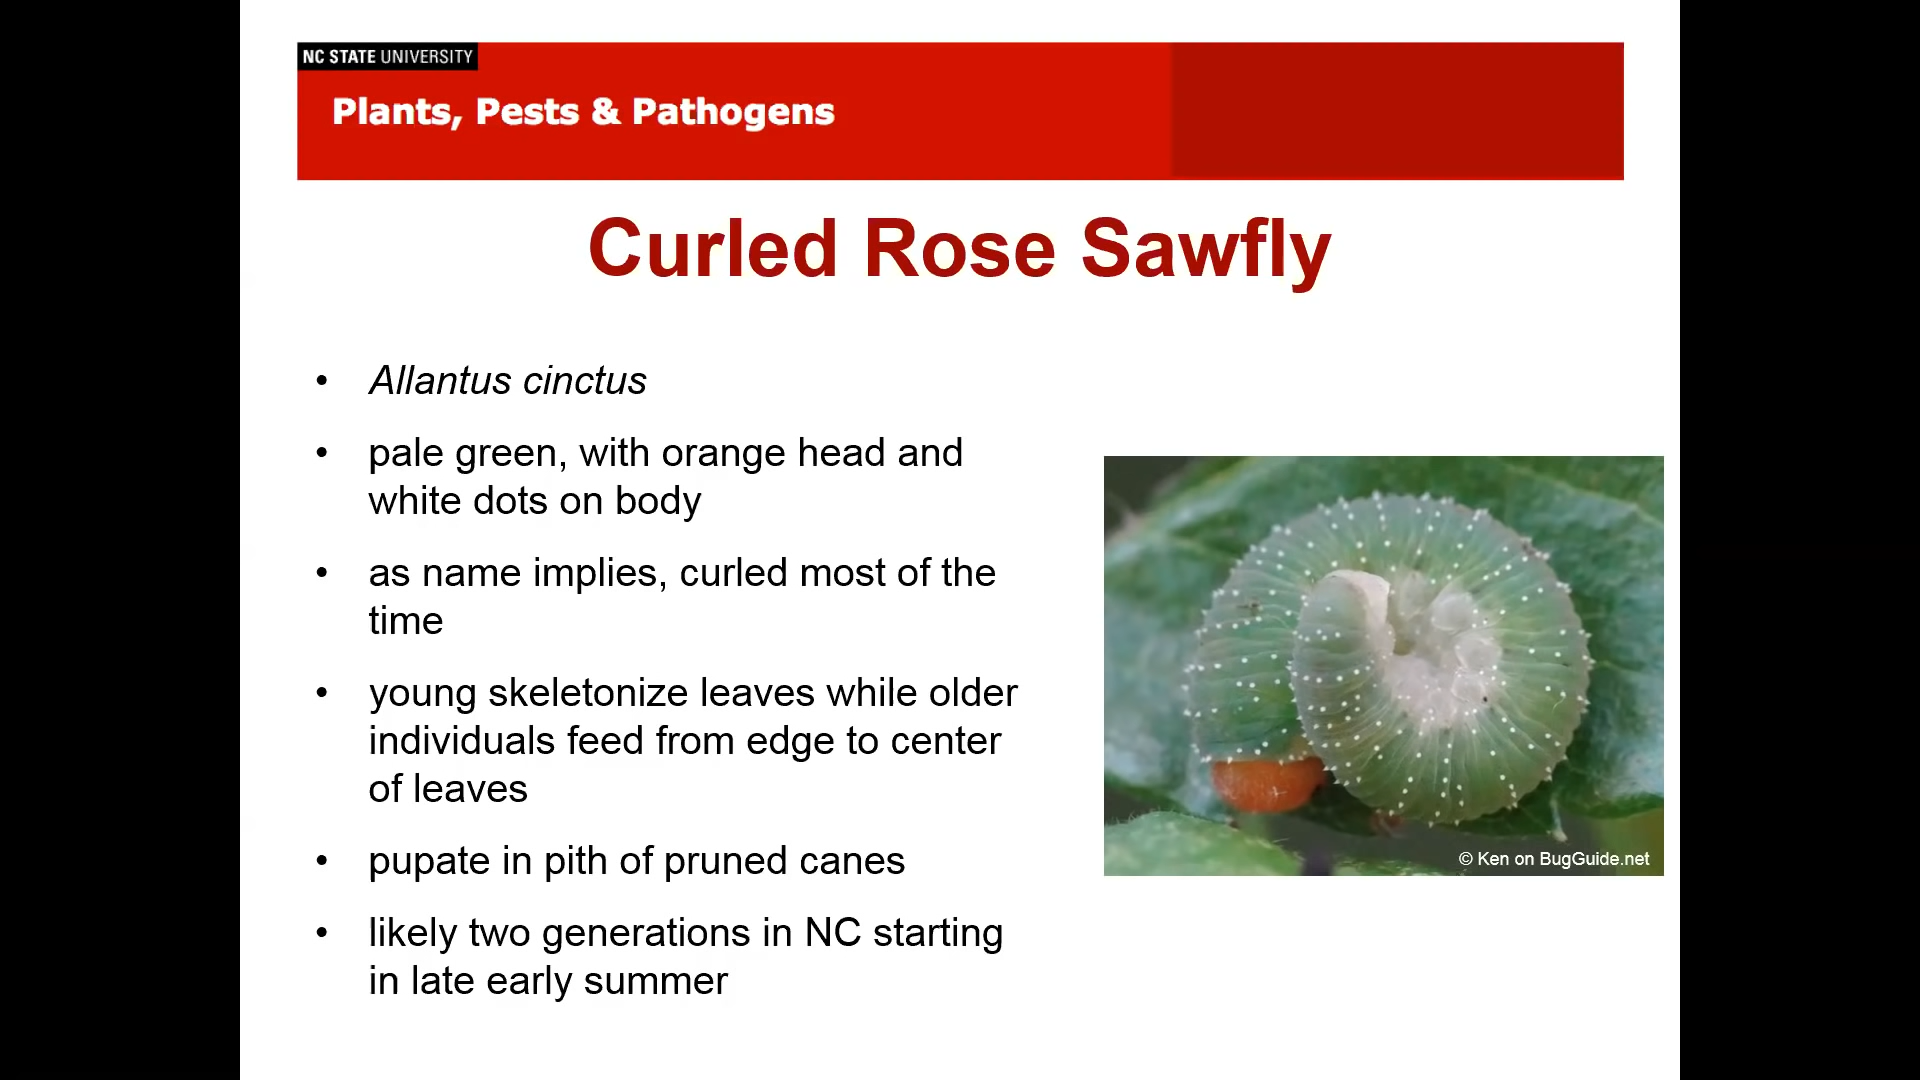 NC STATE UNIVERSITY
Plants, Pests & Pathogens
Curled Rose Sawfly
• Allantus cinctus
• pale green, with orange head and
white dots on body
• as name implies, curled most of the
time
• young skeletonize leaves while older
individuals feed from edge to center
of leaves
• pupate in pith of pruned canes
• likely two generations in NC starting
in late early summer
© Ken on BugGuide.net